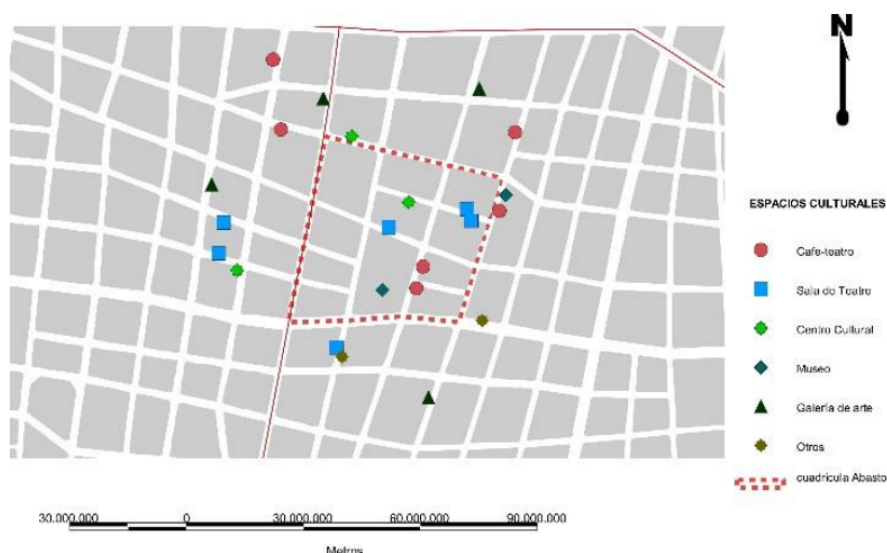 N
ESPACIOS CULTURALES
Cafe-teatro
Sala de Teatro
Centro Cultural
Museo
Galería de arte
Otros
cuadrícula Abasto
30.000.000 0 30.000.000 60.000.000 90.000.000
Metros